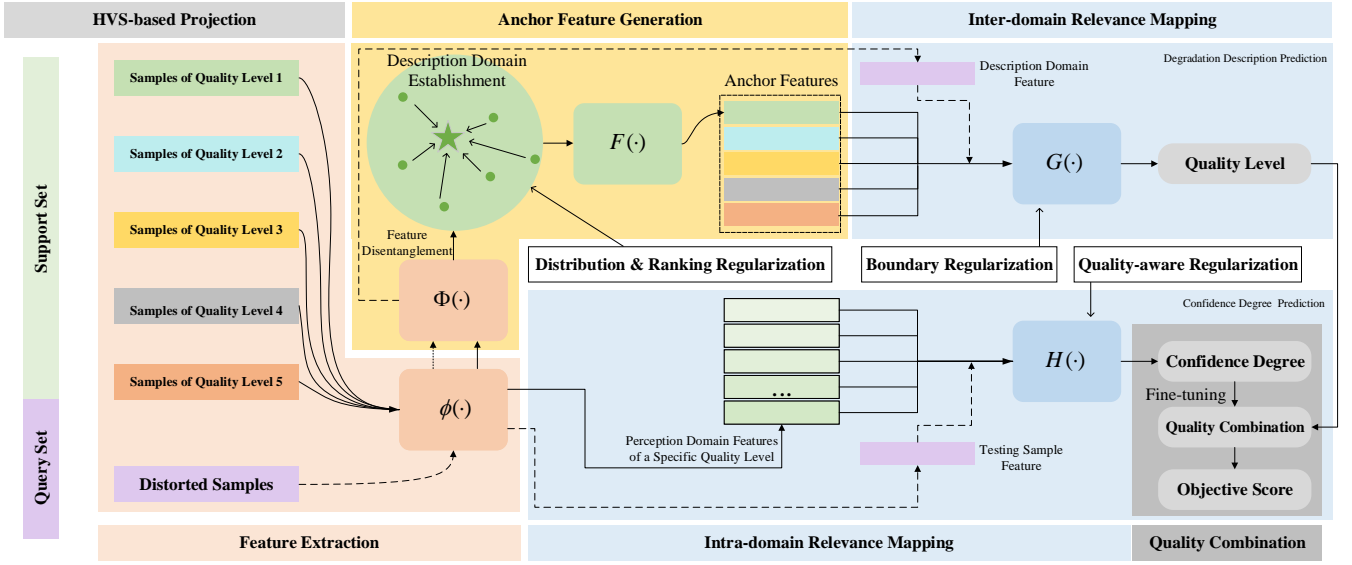 HVS-based Projection
Anchor Feature Generation
Inter-domain Relevance Mapping
Support Set
Query Set
Samples of Quality Level 1
Samples of Quality Level 2
Samples of Quality Level 3
Samples of Quality Level 4
Samples of Quality Level 5
Distorted Samples
Description Domain
Establishment
F(·)
Anchor Features
Feature
Disentanglement
Φ(·)
ϕ(·)
Degradation Description Prediction
Description Domain
Feature
G(·)
Quality Level
Distribution & Ranking Regularization
Boundary Regularization
Quality-aware Regularization
Confidence Degree Prediction
...
Perception Domain Features
of a Specific Quality Level
Testing Sample
Feature
H(·)
Confidence Degree
Fine-tuning
Quality Combination
Objective Score
Feature Extraction
Intra-domain Relevance Mapping
Quality Combination